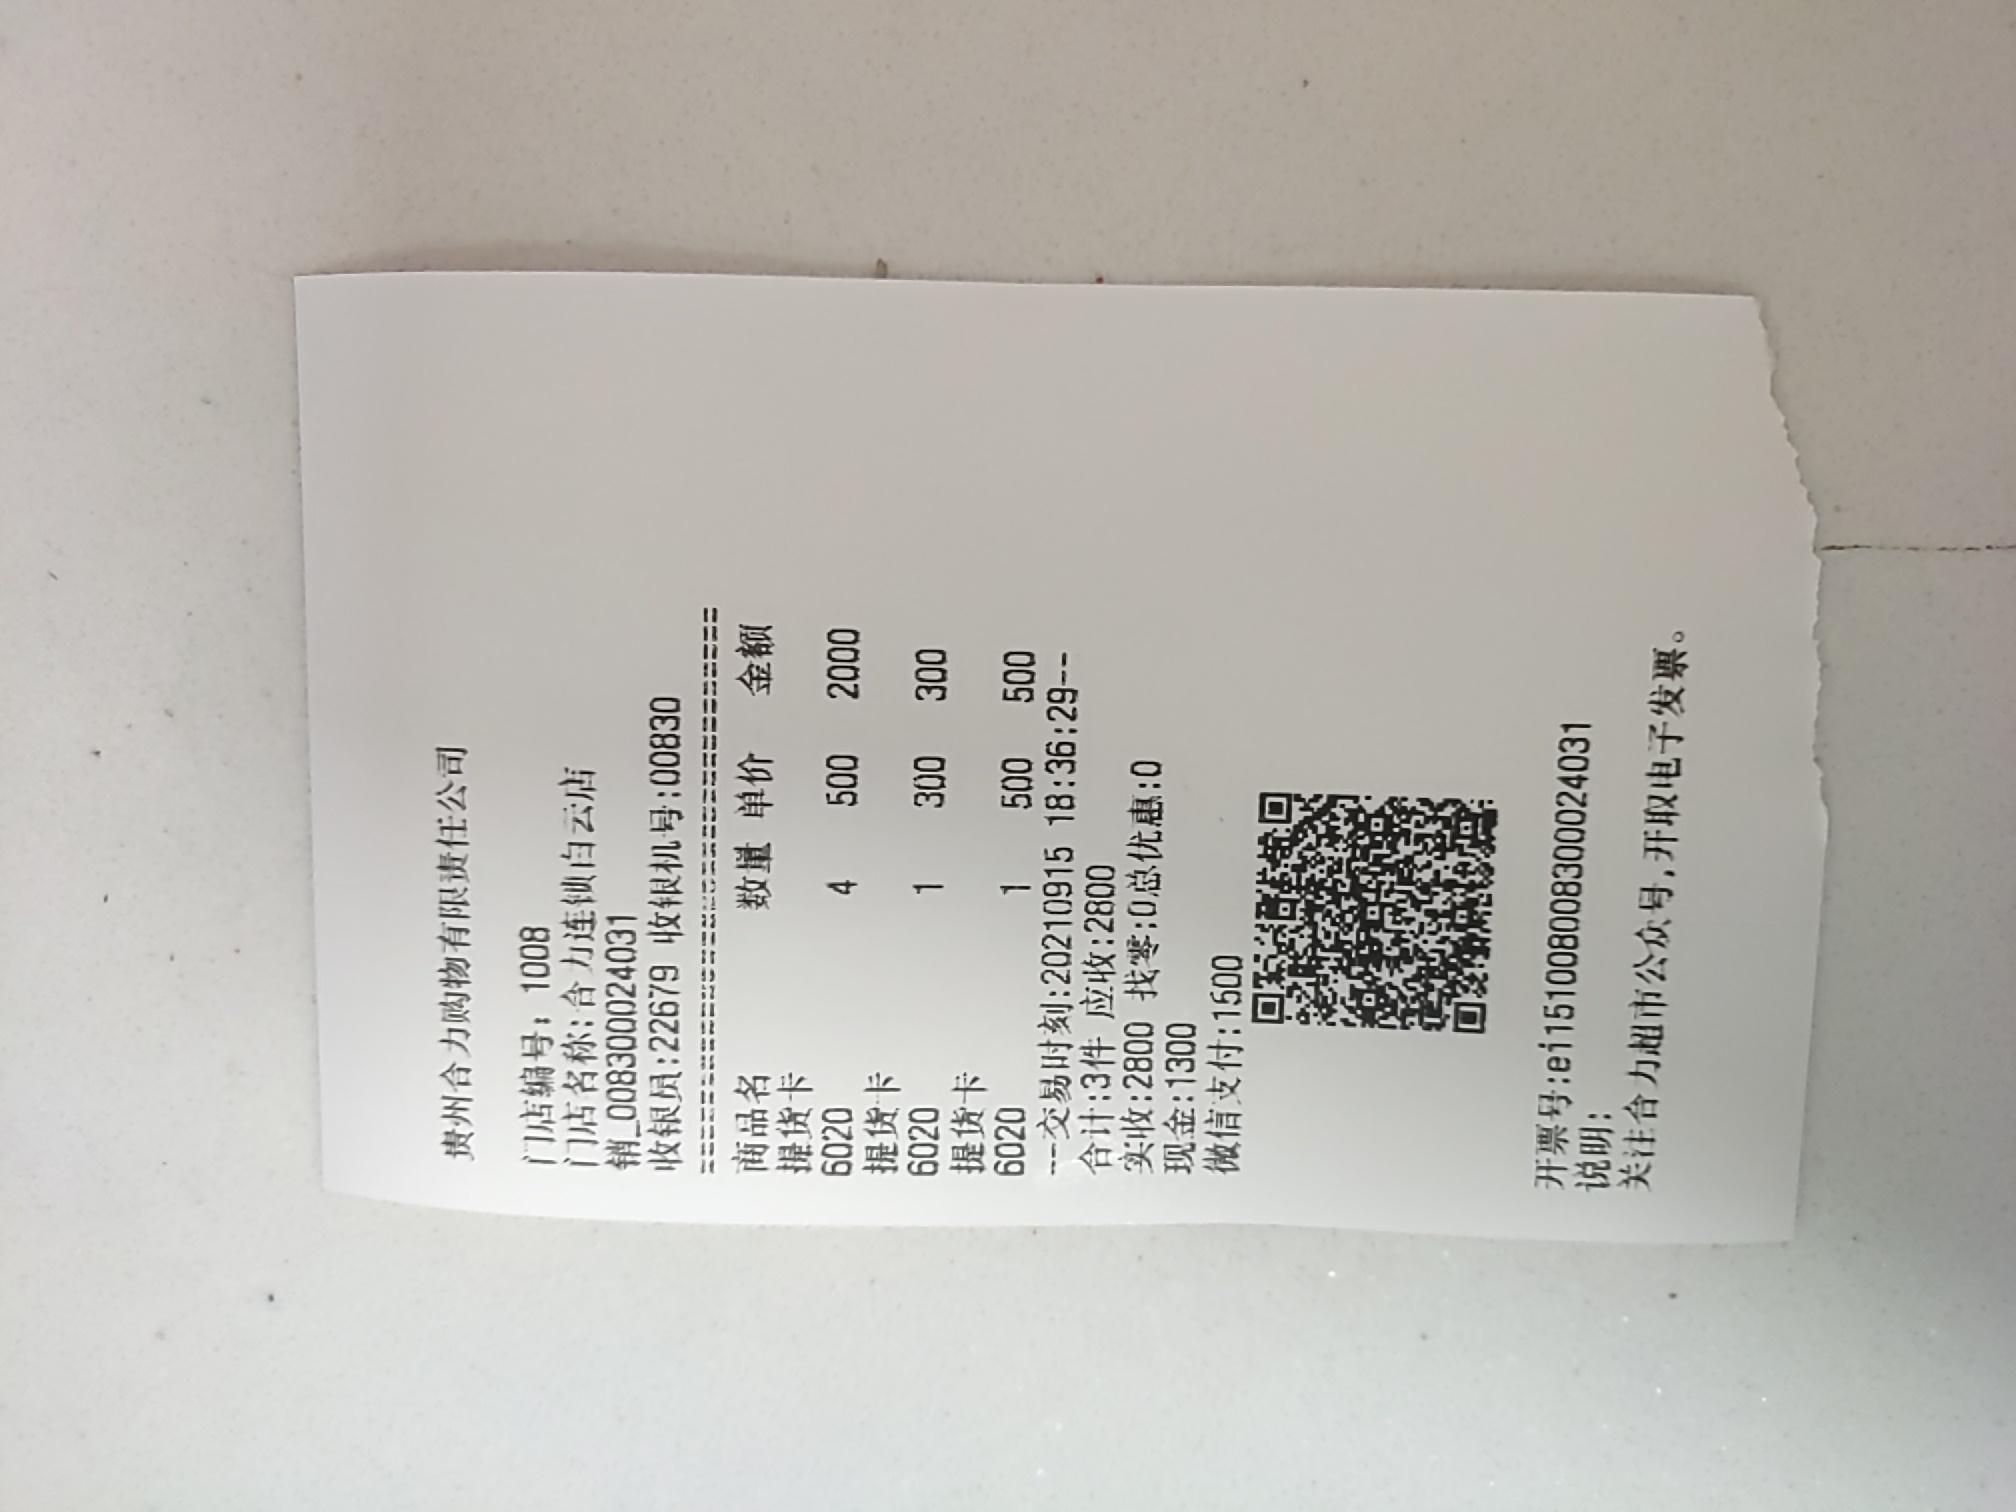 贵州合力购物有限责任公司
门店编号: 1008
门店名称:合力连锁白云店
销_0083000024031
收银员:22679 收银机号:00830
================================
商品名 数量 单价 金额
提货卡
6020 4 500 2000
提货卡
6020 1 300 300
提货卡
6020 1 500 500
--交易时刻:20210915 18:36:29---
合计:3件 应收:2800
实收:2800 找零:0总优惠:0
现金:1300
微信支付:1500
开票号:ei1510080083000024031
说明:
关注合力超市公众号,开取电子发票。